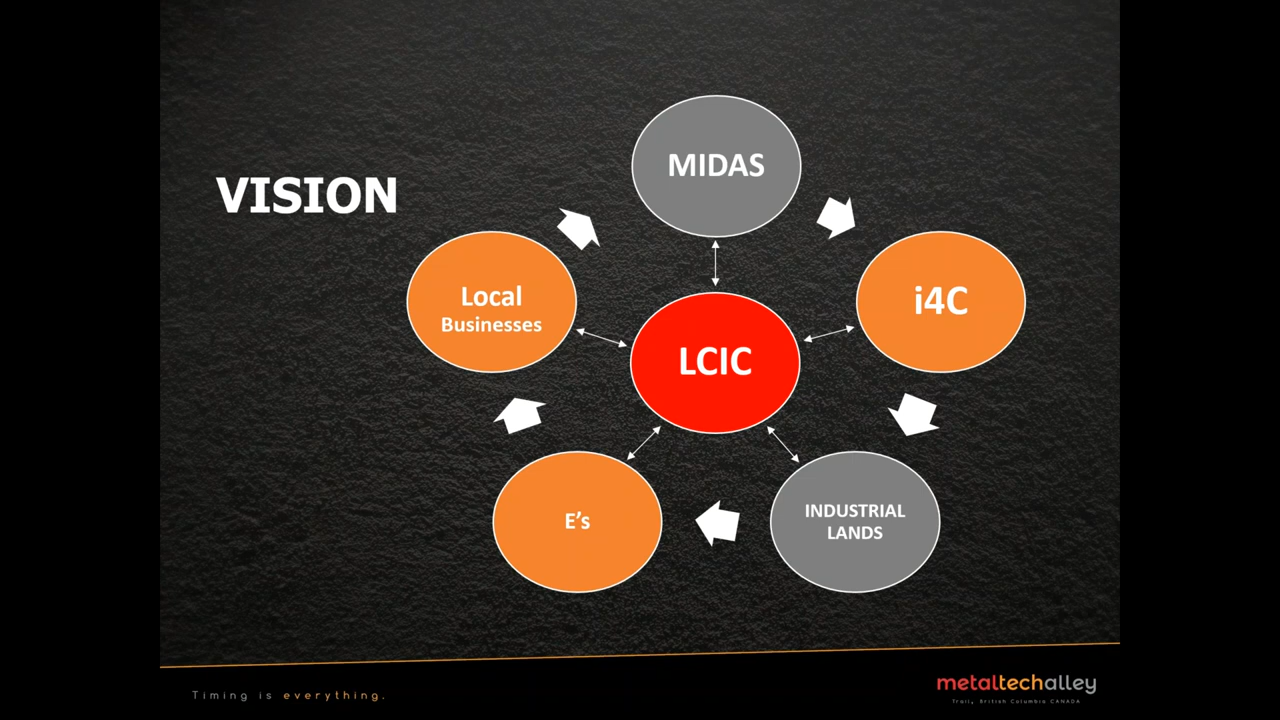 VISION
MIDAS
Local
Businesses
i4C
LCIC
E's
INDUSTRIAL
LANDS
Timing is everything.
metaltechalley
Trail, British Columbia CANADA